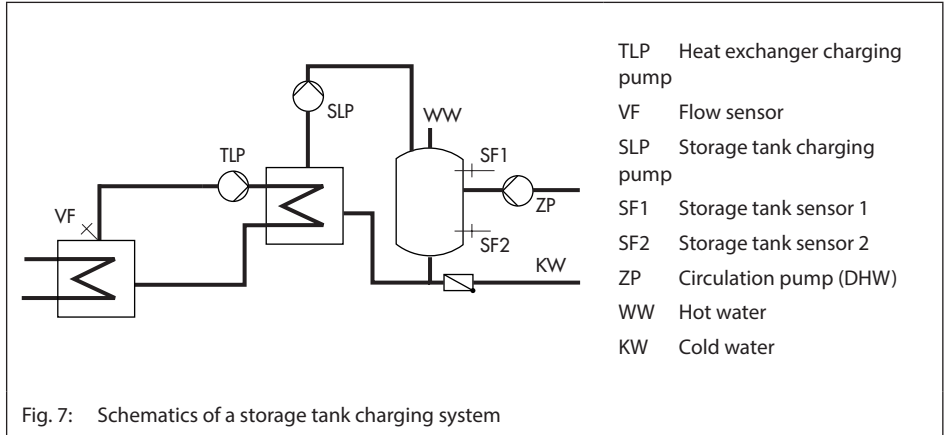 TLP
VF
SLP
WW
SF1
ZP
SF2
KW
TLP Heat exchanger charging
pump
VF Flow sensor
SLP Storage tank charging
pump
SF1 Storage tank sensor 1
SF2 Storage tank sensor 2
ZP Circulation pump (DHW)
WW Hot water
KW Cold water
Fig. 7: Schematics of a storage tank charging system